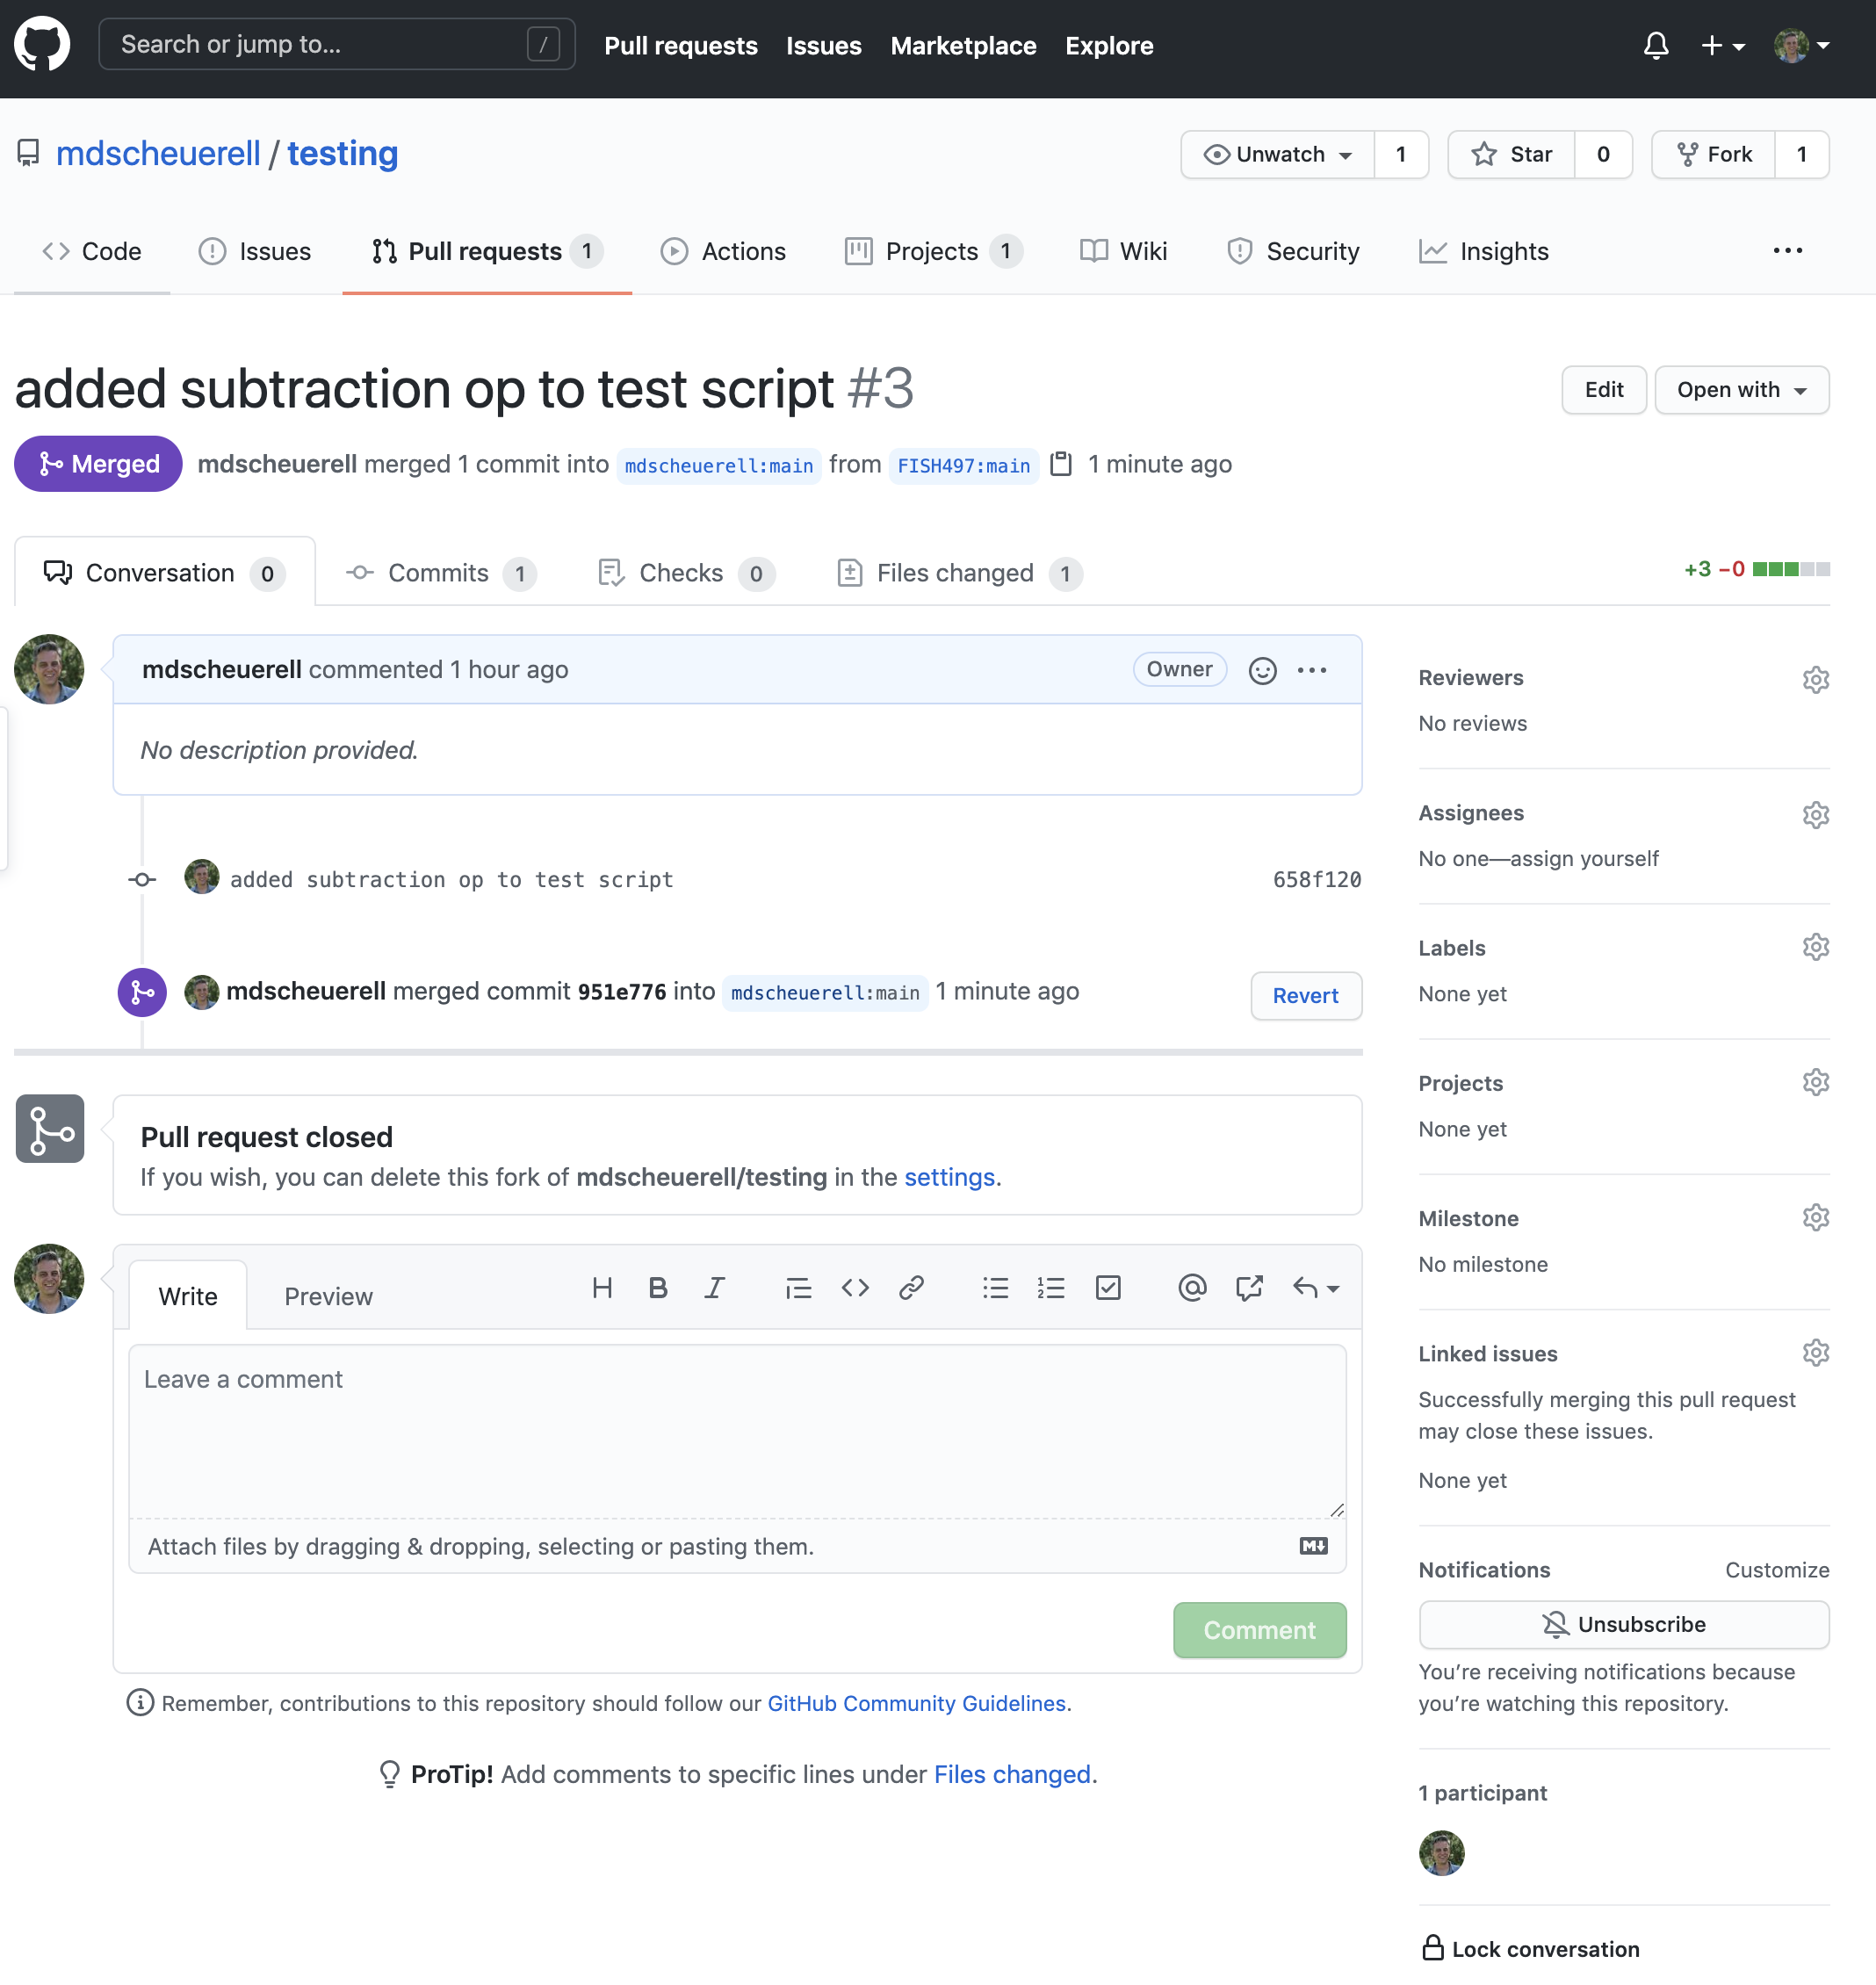 Search or jump to... /
Pull requests Issues Marketplace Explore
mdscheuerell / testing
Unwatch 1 Star 0 Fork 1
Code Issues Pull requests 1 Actions Projects 1 Wiki Security Insights
added subtraction op to test script #3
Edit Open with
Merged mdscheuerell merged 1 commit into mdscheuerell:main from FISH497:main 1 minute ago
Conversation 0 Commits 1 Checks 0 Files changed 1
+3 −0
mdscheuerell commented 1 hour ago Owner
No description provided.
added subtraction op to test script 658f120
mdscheuerell merged commit 951e776 into mdscheuerell:main 1 minute ago Revert
Pull request closed
If you wish, you can delete this fork of mdscheuerell/testing in the settings.
Write Preview
H B I
Leave a comment
Attach files by dragging & dropping, selecting or pasting them.
M
Comment
Remember, contributions to this repository should follow our GitHub Community Guidelines.
ProTip! Add comments to specific lines under Files changed.
Reviewers
No reviews
Assignees
No one—assign yourself
Labels
None yet
Projects
None yet
Milestone
No milestone
Linked issues
Successfully merging this pull request
may close these issues.
None yet
Notifications Customize
Unsubscribe
You’re receiving notifications because
you’re watching this repository.
1 participant
Lock conversation